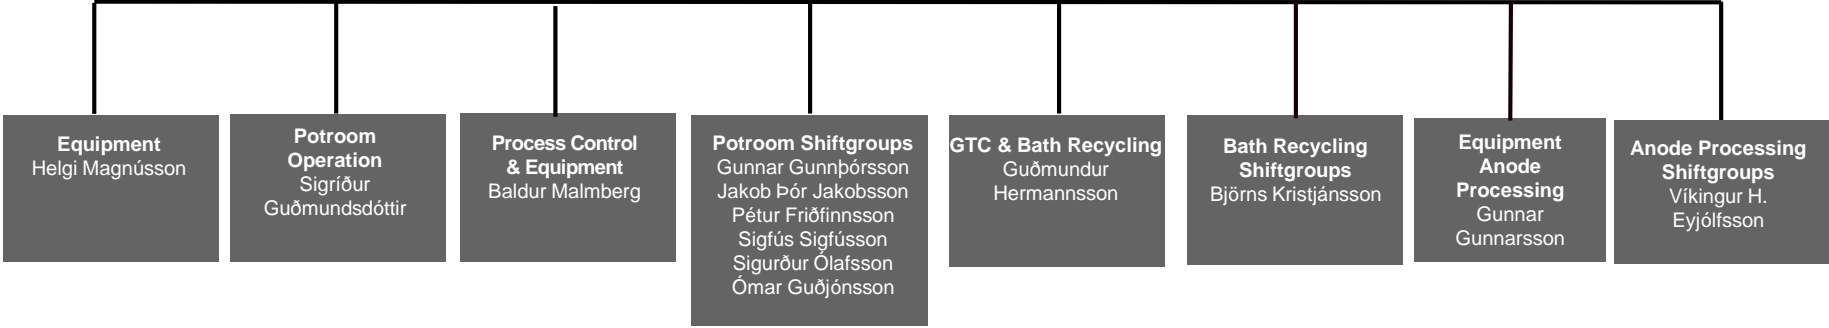 Equipment
Helgi Magnússon
Potroom
Operation
Sigríður
Guðmundsdóttir
Process Control
& Equipment
Baldur Malmberg
Potroom Shiftgroups
Gunnar Gunnþórsson
Jakob Þór Jakobsson
Pétur Friðfinnsson
Sigfús Sigfússon
Sigurður Ólafsson
Ómar Guðjónsson
GTC & Bath Recycling
Guðmundur
Hermannsson
Bath Recycling
Shiftgroups
Björns Kristjánsson
Equipment
Anode
Processing
Gunnar
Gunnarsson
Anode Processing
Shiftgroups
Víkingur H.
Eyjólfsson